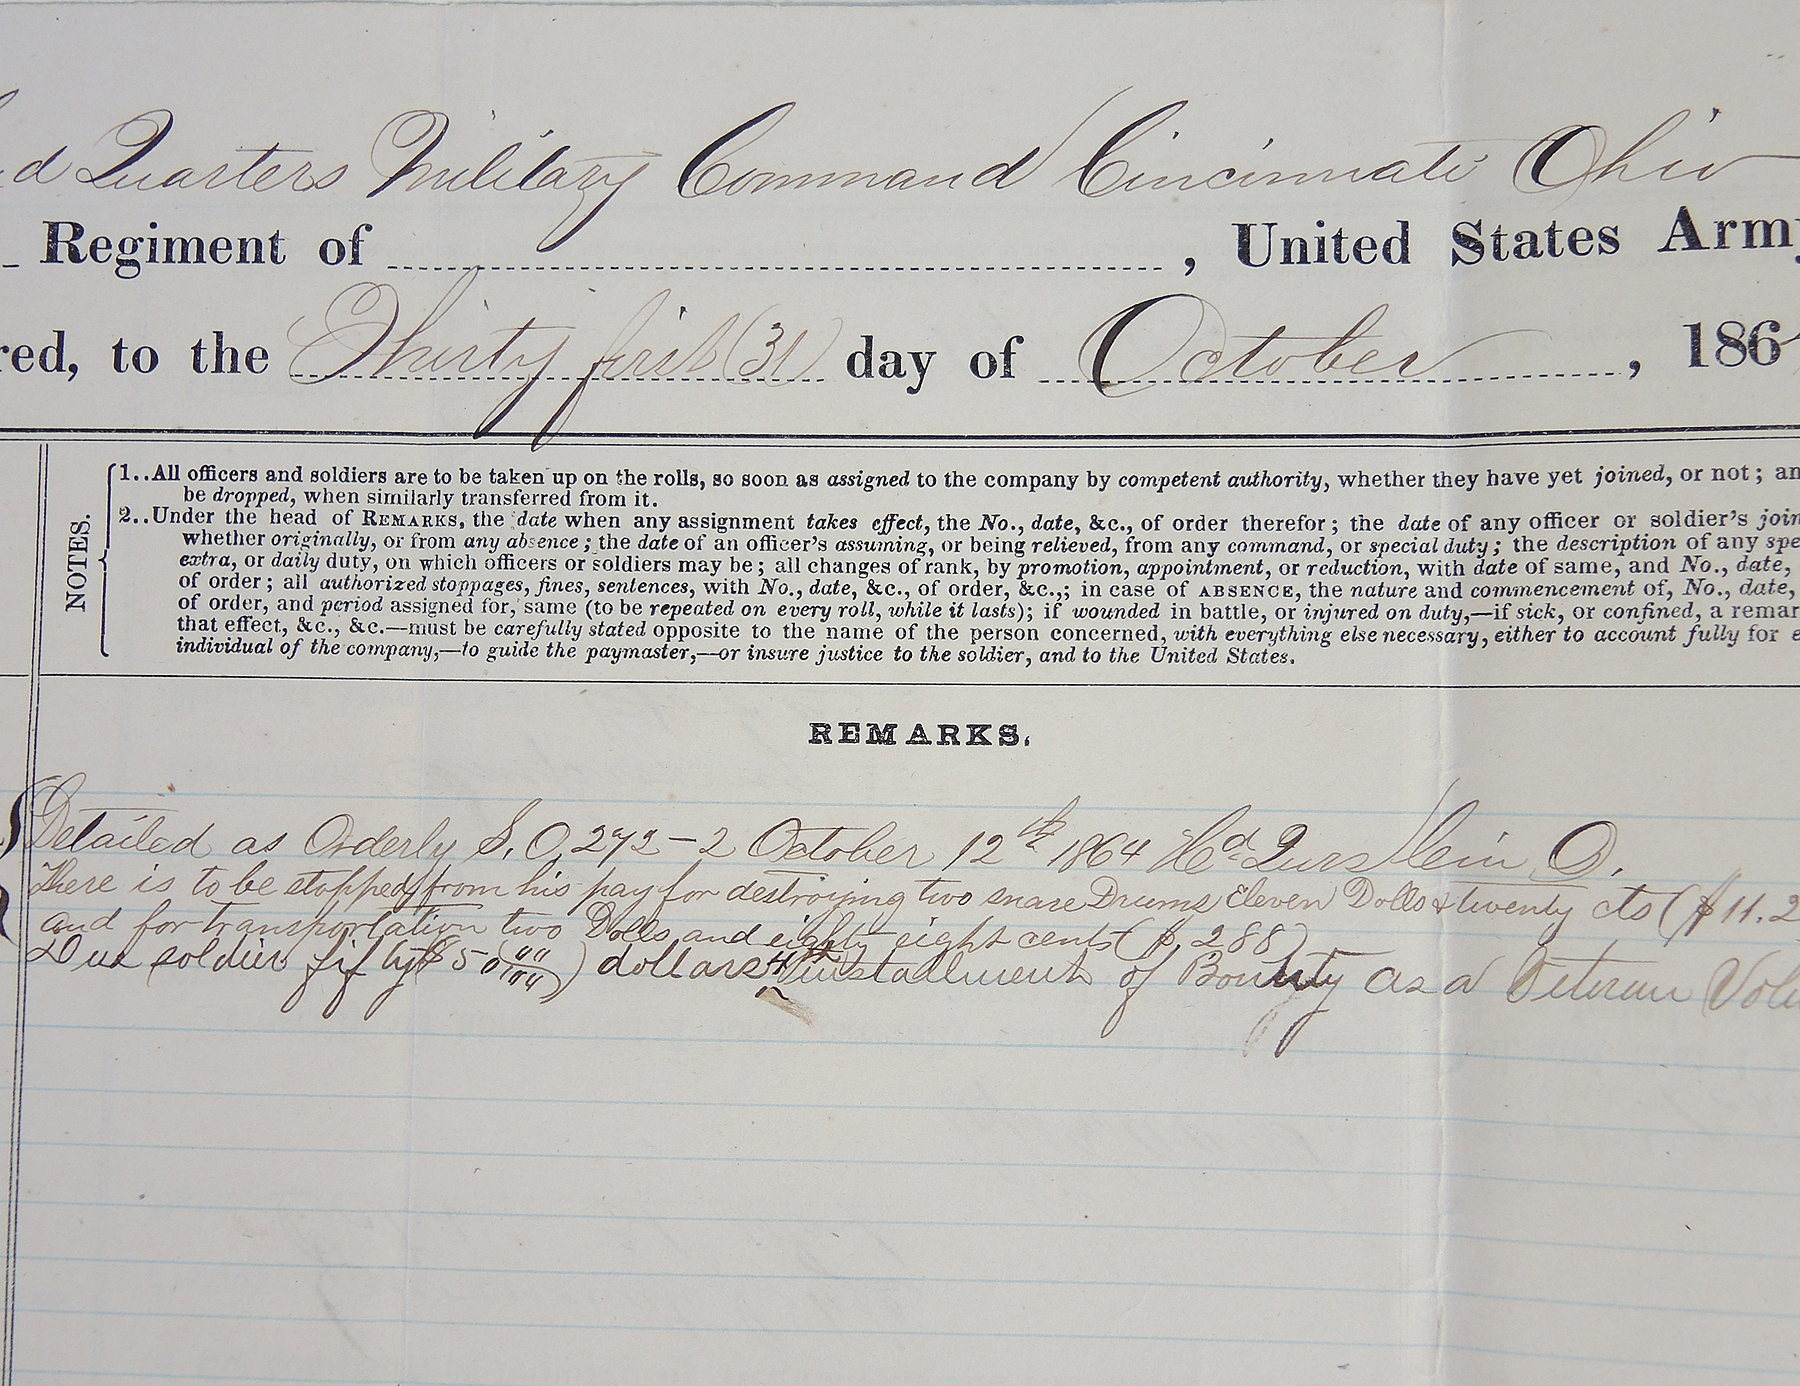 d Quarters Military Command Cincinnati Ohio
Regiment of , United States Army
red, to the Thirty first (31) day of October , 1864
NOTES.
1..All officers and soldiers are to be taken up on the rolls, so soon as assigned to the company by competent authority, whether they have yet joined, or not; an
be dropped, when similarly transferred from it.
2..Under the head of REMARKS, the date when any assignment takes effect, the No., date, &c., of order therefor; the date of any officer or soldier's join
whether originally, or from any absence; the date of an officer's assuming, or being relieved, from any command, or special duty; the description of any spe
extra, or daily duty, on which officers or soldiers may be; all changes of rank, by promotion, appointment, or reduction, with date of same, and No., date,
of order; all authorized stoppages, fines, sentences, with No., date, &c., of order, &c.,; in case of ABSENCE, the nature and commencement of, No., date,
of order, and period assigned for, same (to be repeated on every roll, while it lasts); if wounded in battle, or injured on duty,—if sick, or confined, a remar
that effect, &c., &c.—must be carefully stated opposite to the name of the person concerned, with everything else necessary, either to account fully for e
individual of the company,—to guide the paymaster,—or insure justice to the soldier, and to the United States.
REMARKS.
Detailed as Orderly S. O. 272-2 October 12th 1864 Hd Qurs Cein O.
There is to be stopped from his pay for destroying two snare Drums Eleven Dolls & twenty cts ($11.2
and for transportation two Dolls and eighty eight cents ($ 2 88)
Due soldier fifty ($50 ) dollars 4th installment of Bounty as a Veteran Volu